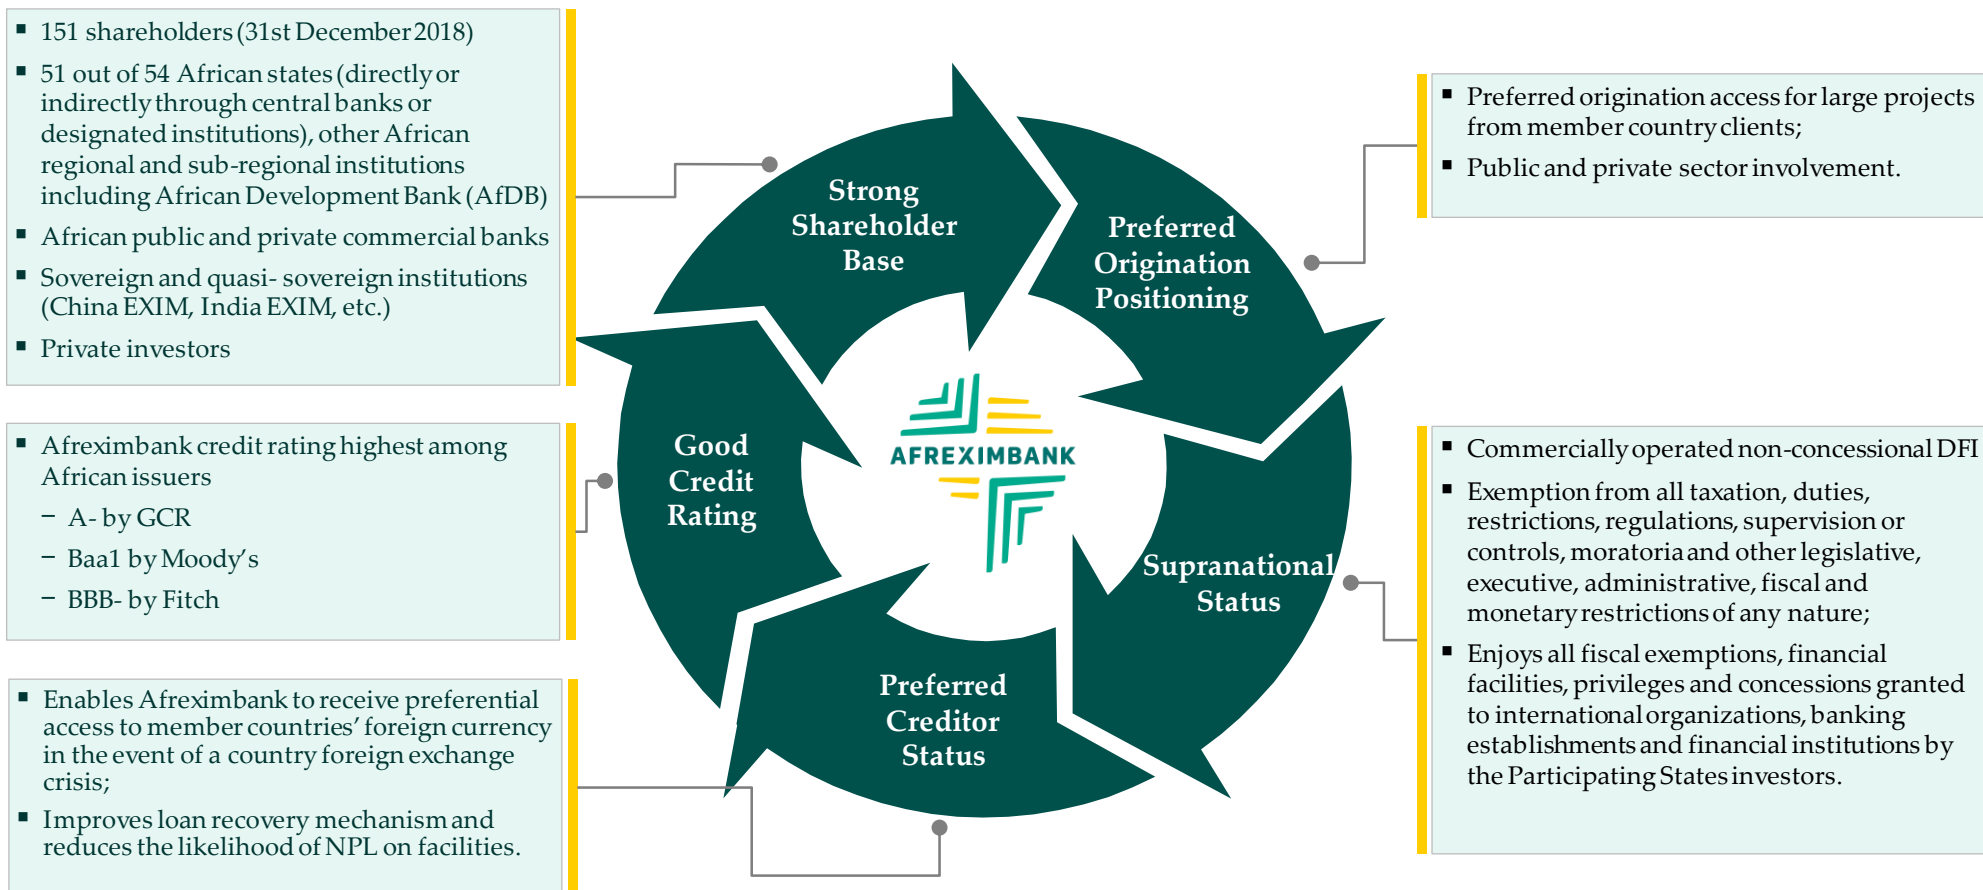 ▪ 151 shareholders (31st December 2018)
▪ 51 out of 54 African states (directly or
indirectly through central banks or
designated institutions), other African
regional and sub-regional institutions
including African Development Bank (AfDB)
▪ African public and private commercial banks
▪ Sovereign and quasi- sovereign institutions
(China EXIM, India EXIM, etc.)
▪ Private investors
▪ Afreximbank credit rating highest among
African issuers
− A- by GCR
− Baa1 by Moody’s
− BBB- by Fitch
▪ Enables Afreximbank to receive preferential
access to member countries’ foreign currency
in the event of a country foreign exchange
crisis;
▪ Improves loan recovery mechanism and
reduces the likelihood of NPL on facilities.
Strong
Shareholder
Base
Preferred
Origination
Positioning
Good
Credit
Rating
AFREXIMBANK
Supranational
Status
Preferred
Creditor
Status
▪ Preferred origination access for large projects
from member country clients;
▪ Public and private sector involvement.
▪ Commercially operated non-concessional DFI
▪ Exemption from all taxation, duties,
restrictions, regulations, supervision or
controls, moratoria and other legislative,
executive, administrative, fiscal and
monetary restrictions of any nature;
▪ Enjoys all fiscal exemptions, financial
facilities, privileges and concessions granted
to international organizations, banking
establishments and financial institutions by
the Participating States investors.